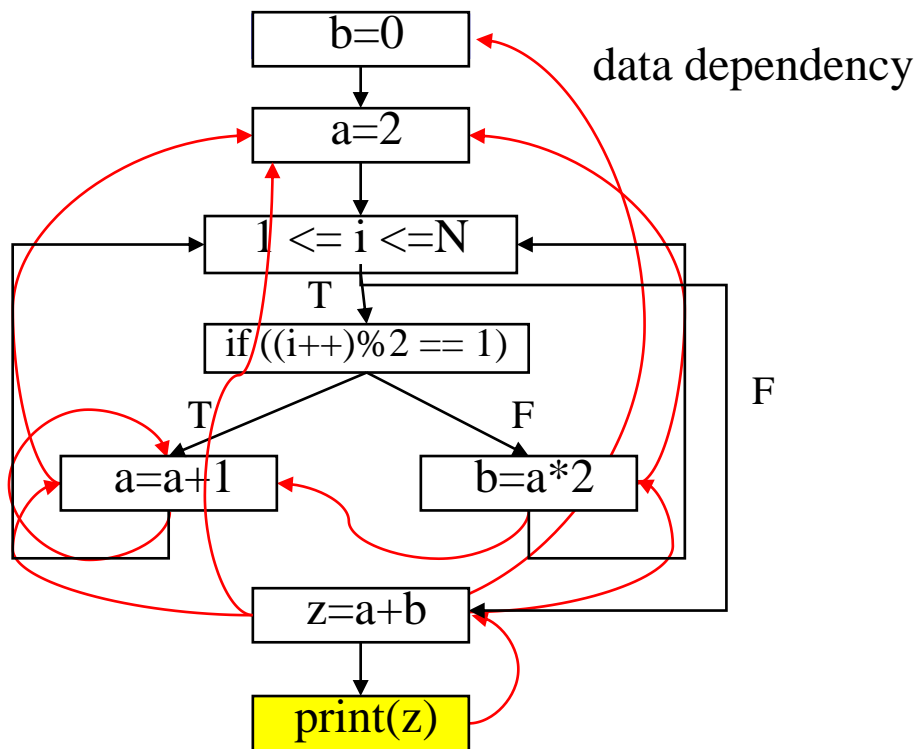 b=0
data dependency
a=2
1 <= i <=N
T
if ((i++)%2 == 1)
F
T
F
a=a+1
b=a*2
z=a+b
print(z)